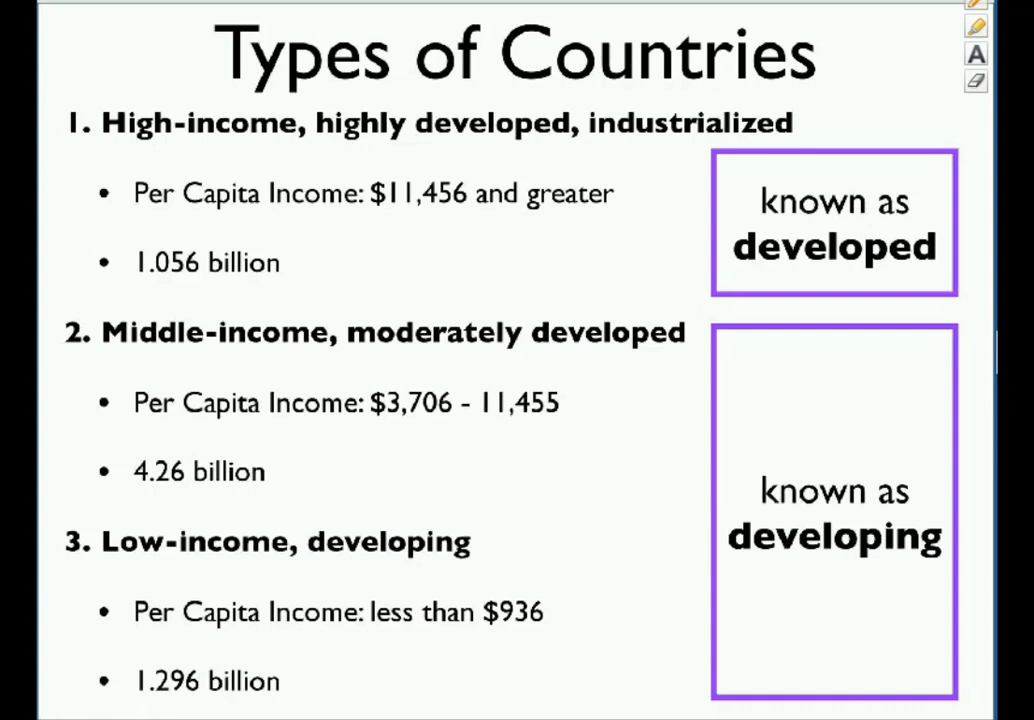 Types of Countries
1. High-income, highly developed, industrialized
• Per Capita Income: $11,456 and greater
• 1.056 billion
known as
developed
2. Middle-income, moderately developed
• Per Capita Income: $3,706 - 11,455
• 4.26 billion
3. Low-income, developing
• Per Capita Income: less than $936
• 1.296 billion
known as
developing
A